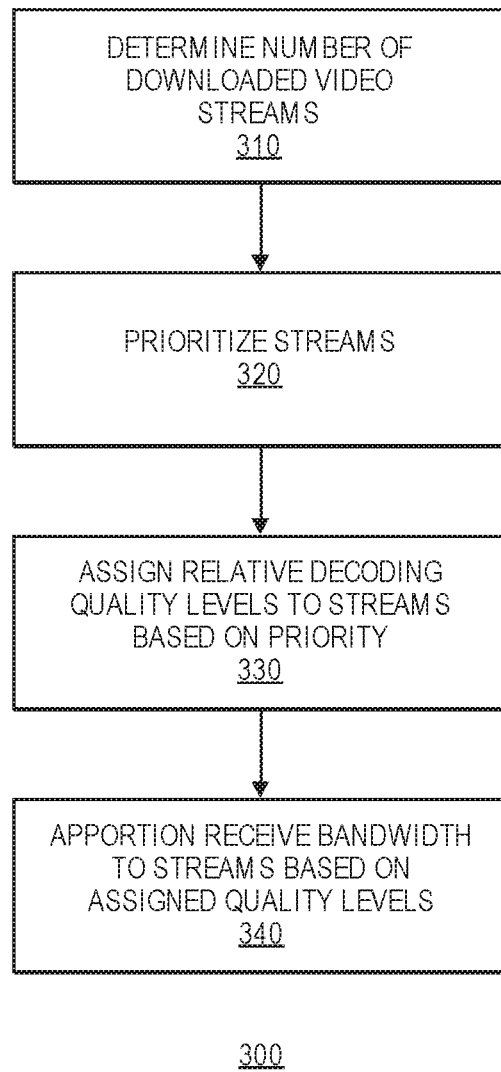 DETERMINE NUMBER OF
DOWNLOADED VIDEO
STREAMS
310
PRIORITIZE STREAMS
320
ASSIGN RELATIVE DECODING
QUALITY LEVELS TO STREAMS
BASED ON PRIORITY
330
APPORTION RECEIVE BANDWIDTH
TO STREAMS BASED ON
ASSIGNED QUALITY LEVELS
340
300